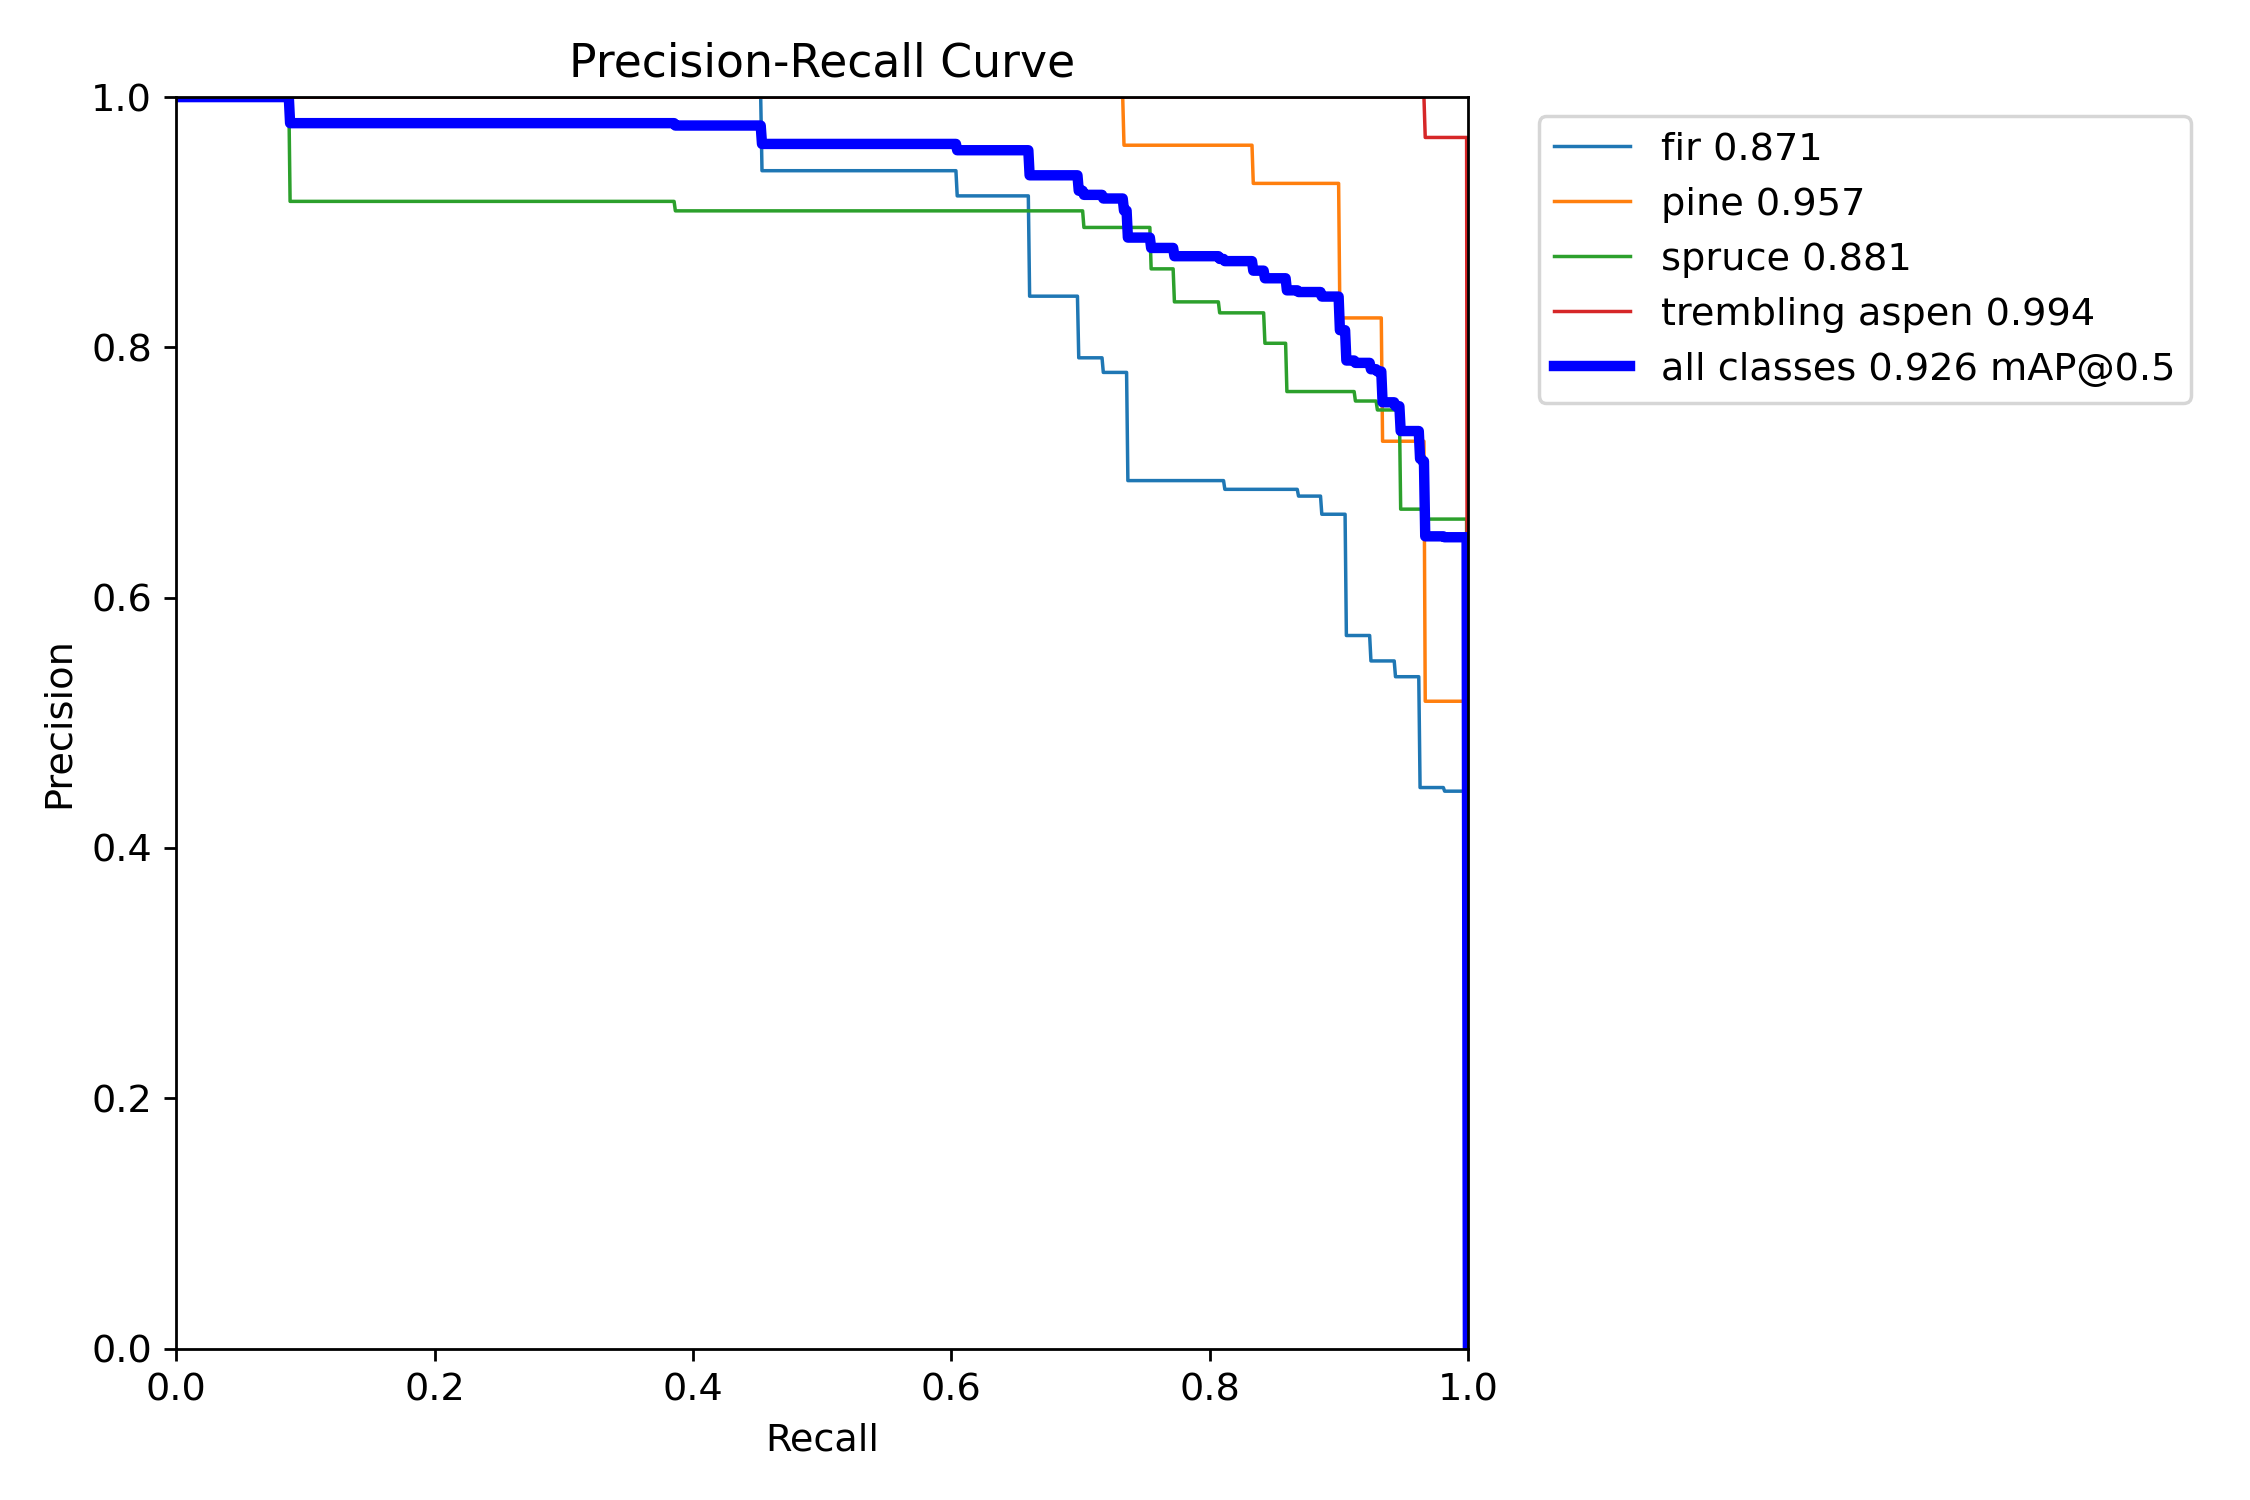 Precision-Recall Curve
1.0
0.8
0.6
0.4
0.2
0.0
Precision
0.0 0.2 0.4 0.6 0.8 1.0
Recall
fir 0.871
pine 0.957
spruce 0.881
trembling aspen 0.994
all classes 0.926 mAP@0.5